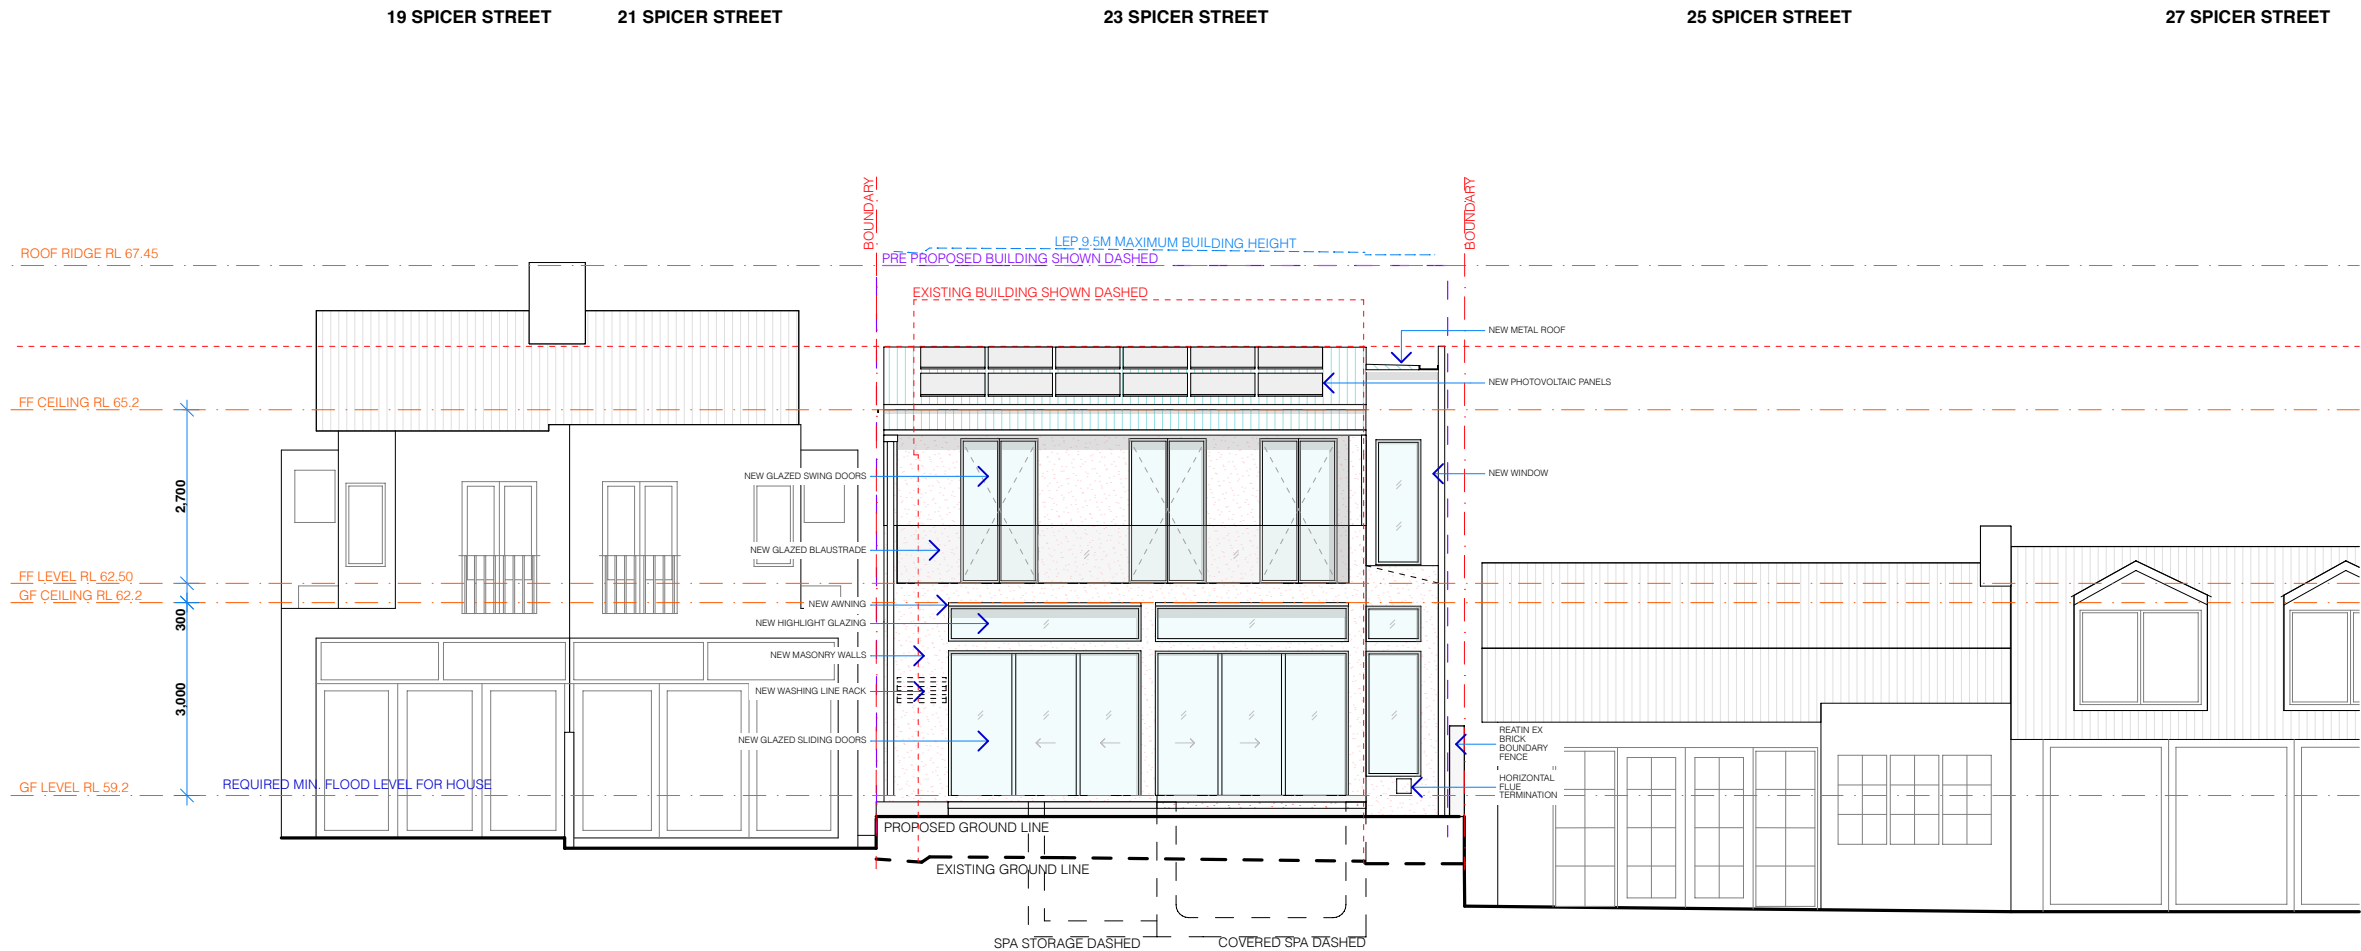 19 SPICER STREET
21 SPICER STREET
23 SPICER STREET
25 SPICER STREET
27 SPICER STREET
BOUNDARY
BOUNDARY
LEP 9.5M MAXIMUM BUILDING HEIGHT
ROOF RIDGE RL 67.45
PRE PROPOSED BUILDING SHOWN DASHED
EXISTING BUILDING SHOWN DASHED
NEW METAL ROOF
NEW PHOTOVOLTAIC PANELS
FF CEILING RL 65.2
NEW GLAZED SWING DOORS
NEW WINDOW
2,700
NEW GLAZED BLAUSTRADE
FF LEVEL RL 62.50
GF CEILING RL 62.2
NEW AWNING
3000
NEW HIGHLIGHT GLAZING
NEW MASONRY WALLS
NEW WASHING LINE RACK
3,000
NEW GLAZED SLIDING DOORS
REATIN EX
BRICK
BOUNDARY
FENCE
HORIZONTAL
FLUE
TERMINATION
GF LEVEL RL 59.2
REQUIRED MIN. FLOOD LEVEL FOR HOUSE
PROPOSED GROUND LINE
EXISTING GROUND LINE
SPA STORAGE DASHED
COVERED SPA DASHED